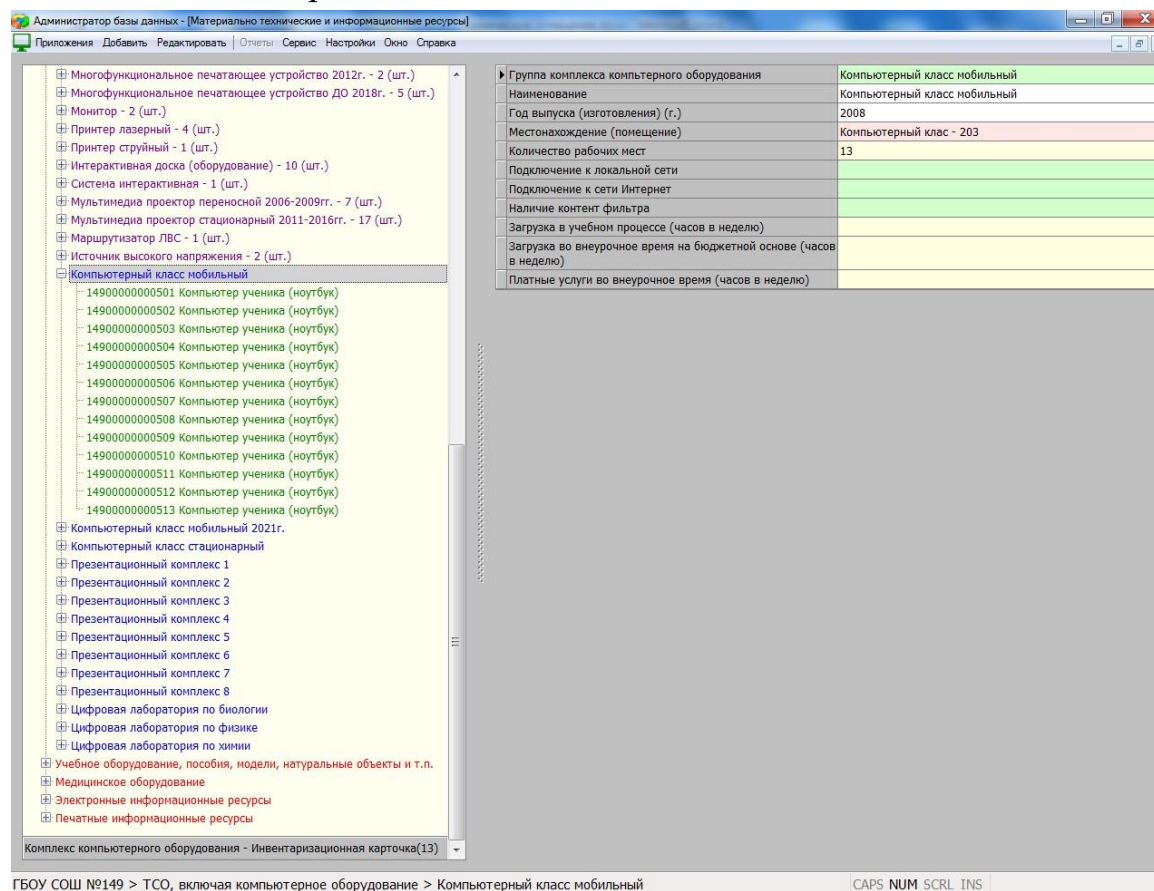 Администратор базы данных - [Материально технические и информационные ресурсы]
Приложения Добавить Редактировать Отчеты Сервис Настройки Окно Справка
Многофункциональное печатающее устройство 2012г. - 2 (шт.)
Многофункциональное печатающее устройство ДО 2018г. - 5 (шт.)
Монитор - 2 (шт.)
Принтер лазерный - 4 (шт.)
Принтер струйный - 1 (шт.)
Интерактивная доска (оборудование) - 10 (шт.)
Система интерактивная - 1 (шт.)
Мультимедиа проектор переносной 2006-2009гг. - 7 (шт.)
Мультимедиа проектор стационарный 2011-2016гг. - 17 (шт.)
Маршрутизатор ЛВС - 1 (шт.)
Источник высокого напряжения - 2 (шт.)
Компьютерный класс мобильный
14900000000501 Компьютер ученика (ноутбук)
14900000000502 Компьютер ученика (ноутбук)
14900000000503 Компьютер ученика (ноутбук)
14900000000504 Компьютер ученика (ноутбук)
14900000000505 Компьютер ученика (ноутбук)
14900000000506 Компьютер ученика (ноутбук)
14900000000507 Компьютер ученика (ноутбук)
14900000000508 Компьютер ученика (ноутбук)
14900000000509 Компьютер ученика (ноутбук)
14900000000510 Компьютер ученика (ноутбук)
14900000000511 Компьютер ученика (ноутбук)
14900000000512 Компьютер ученика (ноутбук)
14900000000513 Компьютер ученика (ноутбук)
Компьютерный класс мобильный 2021г.
Компьютерный класс стационарный
Презентационный комплекс 1
Презентационный комплекс 2
Презентационный комплекс 3
Презентационный комплекс 4
Презентационный комплекс 5
Презентационный комплекс 6
Презентационный комплекс 7
Презентационный комплекс 8
Цифровая лаборатория по биологии
Цифровая лаборатория по физике
Цифровая лаборатория по химии
Учебное оборудование, пособия, модели, натуральные объекты и т.п.
Медицинское оборудование
Электронные информационные ресурсы
Печатные информационные ресурсы
Комплекс компьютерного оборудования - Инвентаризационная карточка(13)
Группа комплекса компьтерного оборудования Компьютерный класс мобильный
Наименование Компьютерный класс мобильный
Год выпуска (изготовления) (г.) 2008
Местонахождение (помещение) Компьютерный клас - 203
Количество рабочих мест 13
Подключение к локальной сети
Подключение к сети Интернет
Наличие контент фильтра
Загрузка в учебном процессе (часов в неделю)
Загрузка во внеурочное время на бюджетной основе (часов
в неделю)
Платные услуги во внеурочное время (часов в неделю)
ГБОУ СОШ №149 > ТСО, включая компьютерное оборудование > Компьютерный класс мобильный CAPS NUM SCRL INS